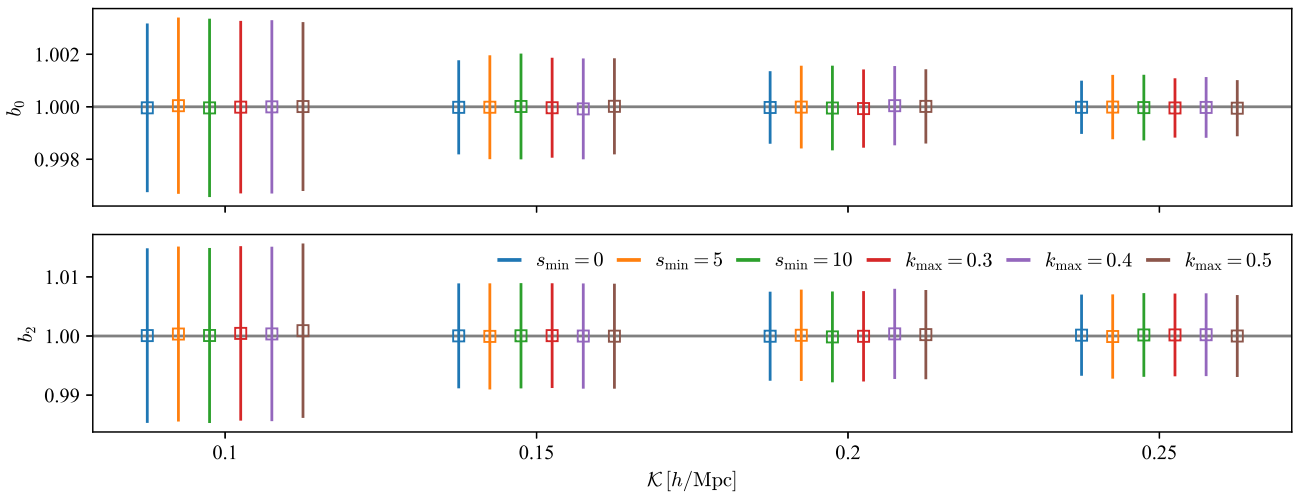 1.002
1.000
0.998
b₀
s_min = 0 s_min = 5 s_min = 10 k_max = 0.3 k_max = 0.4 k_max = 0.5
1.01
1.00
0.99
b₂
0.1 0.15 0.2 0.25
𝒦 [h/Mpc]